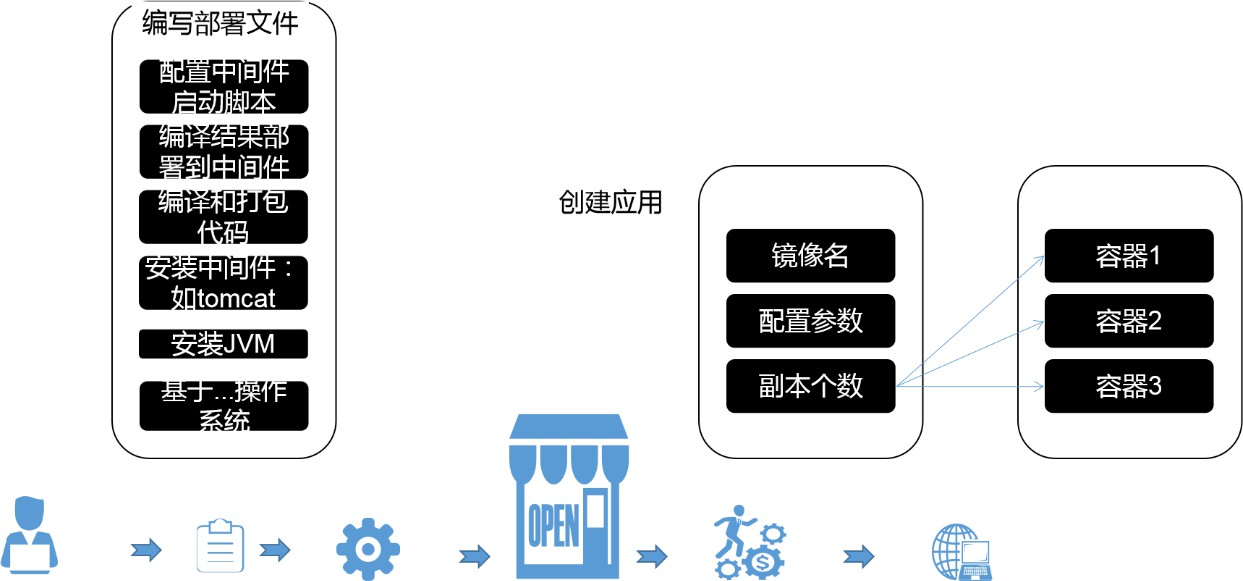 编写部署文件
配置中间件
启动脚本
编译结果部
署到中间件
编译和打包
代码
安装中间件：
如tomcat
安装JVM
基于...操作
系统
创建应用
镜像名
配置参数
副本个数
容器1
容器2
容器3
OPEN
$